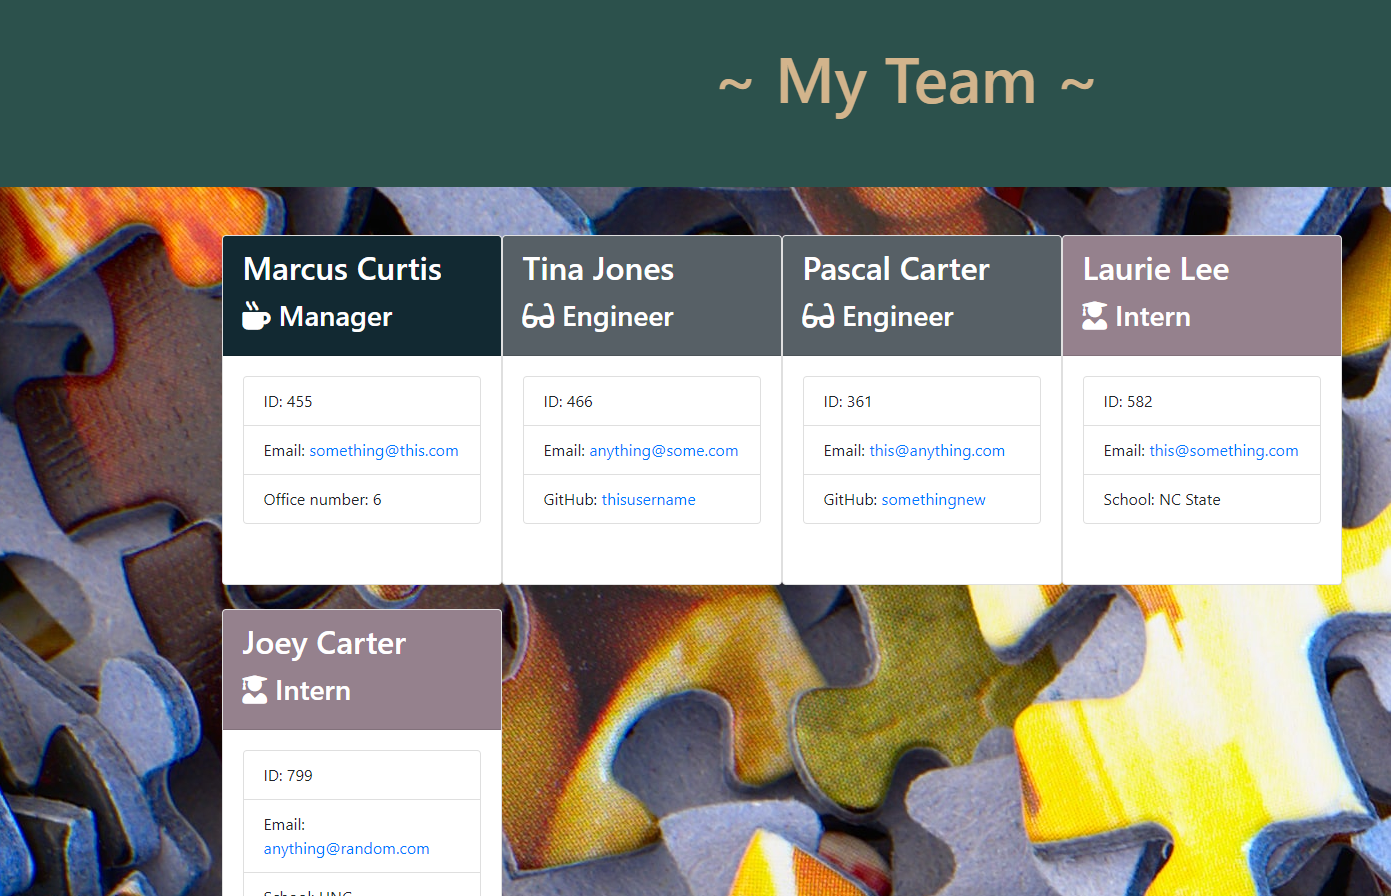 ~ My Team ~
Marcus Curtis
Manager
ID: 455
Email: something@this.com
Office number: 6
Tina Jones
Engineer
ID: 466
Email: anything@some.com
GitHub: thisusername
Pascal Carter
Engineer
ID: 361
Email: this@anything.com
GitHub: somethingnew
Laurie Lee
Intern
ID: 582
Email: this@something.com
School: NC State
Joey Carter
Intern
ID: 799
Email:
anything@random.com
School: UNC